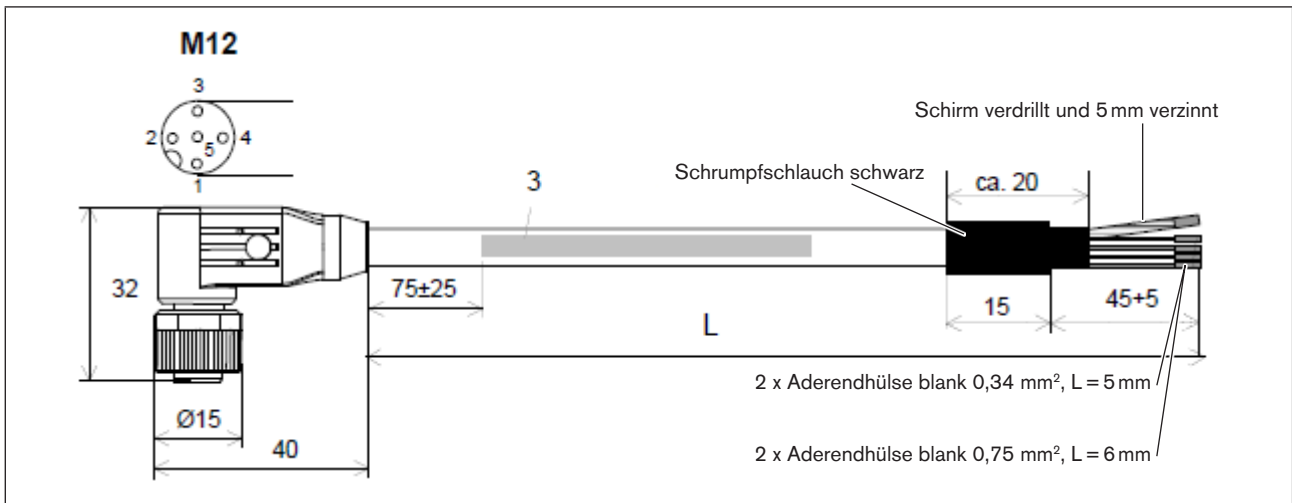 M12
3
2
5
4
1
Schirm verdrillt und 5 mm verzinnt
Schrumpfschlauch schwarz
3
ca. 20
32
75±25
15
45+5
L
Ø15
40
2 x Aderendhülse blank 0,34 mm², L = 5 mm
2 x Aderendhülse blank 0,75 mm², L = 6 mm